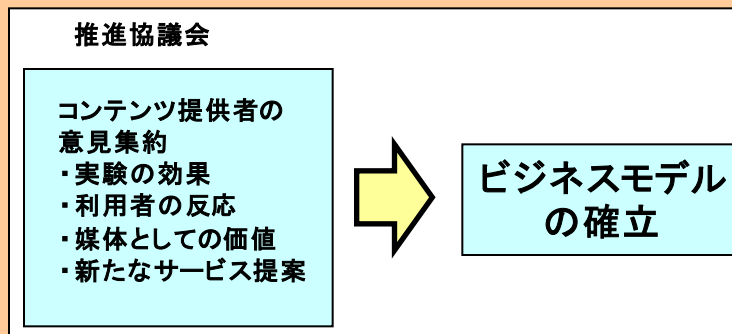 推進協議会
コンテンツ提供者の
意見集約
・実験の効果
・利用者の反応
・媒体としての価値
・新たなサービス提案
ビジネスモデル
の確立